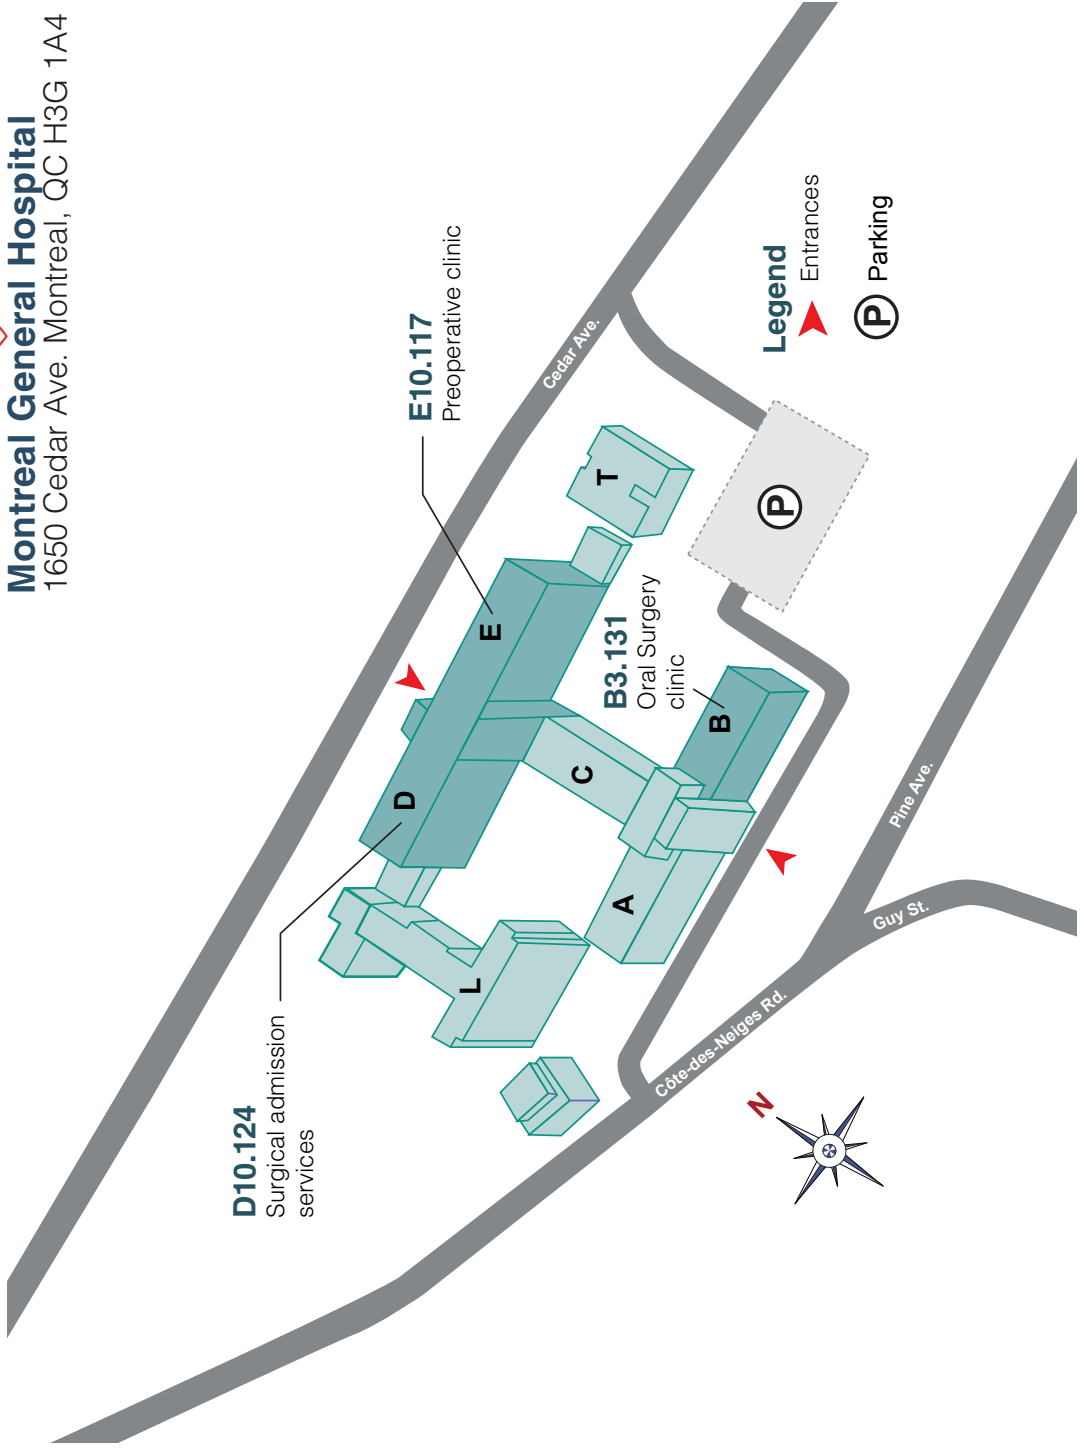 Montreal General Hospital
1650 Cedar Ave. Montreal, QC H3G 1A4
D10.124
Surgical admission
services
E10.117
Preoperative clinic
B3.131
Oral Surgery
clinic
D
E
T
C
B
A
L
P
Cedar Ave.
Pine Ave.
Guy St.
Côte-des-Neiges Rd.
N
Legend
Entrances
P Parking